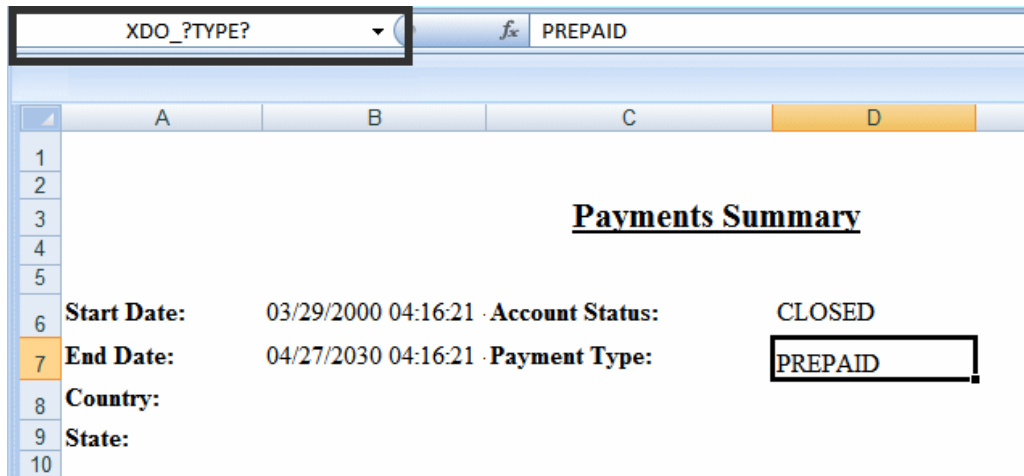 XDO_?TYPE? fx PREPAID
A B C D
1
2
3 Payments Summary
4
5
6 Start Date: 03/29/2000 04:16:21 - Account Status: CLOSED
7 End Date: 04/27/2030 04:16:21 - Payment Type: PREPAID
8 Country:
9 State:
10